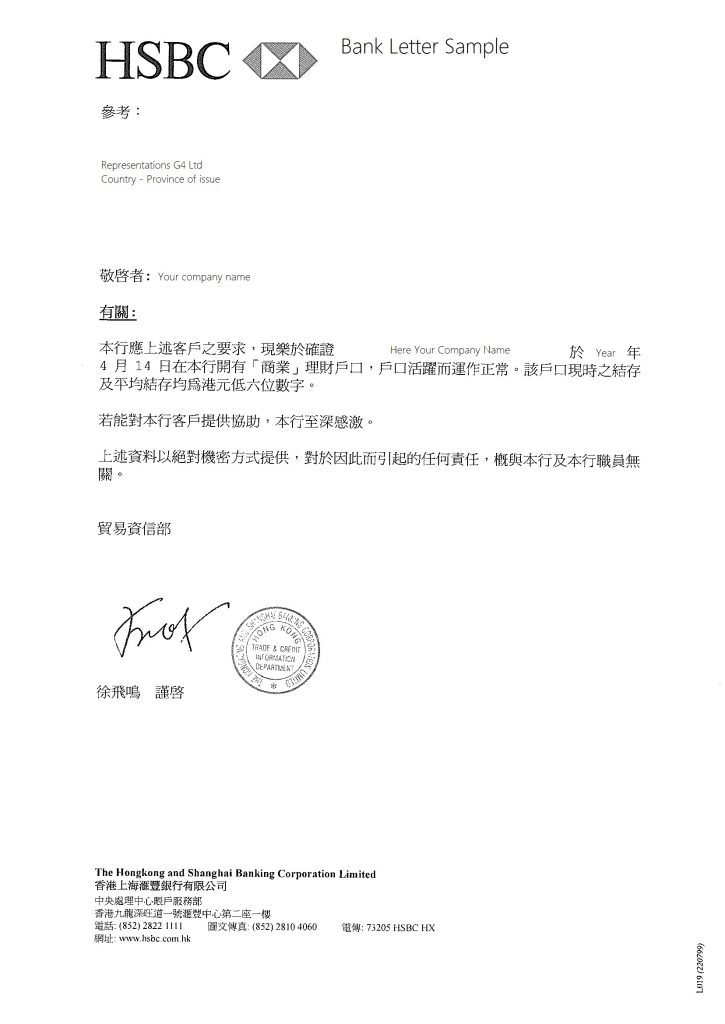 HSBC Bank Letter Sample
參考：
Representations G4 Ltd
Country - Province of issue
敬啓者： Your company name
有關：
本行應上述客戶之要求，現樂於確證 Here Your Company Name 於 Year 年
4 月 14 日在本行開有「商業」理財戶口，戶口活躍而運作正常。該戶口現時之結存
及平均結存均爲港元低六位數字。
若能對本行客戶提供協助，本行至深感激。
上述資料以絕對機密方式提供，對於因此而引起的任何責任，概與本行及本行職員無
關。
貿易資信部
THE HONGKONG AND SHANGHAI BANKING CORPORATION LIMITED
HONG KONG
TRADE & CREDIT
INFORMATION
DEPARTMENT
徐飛鳴 謹啓
The Hongkong and Shanghai Banking Corporation Limited
香港上海滙豐銀行有限公司
中央處理中心賬戶服務部
香港九龍深旺道一號滙豐中心第二座一樓
電話: (852) 2822 1111 圖文傳真: (852) 2810 4060 電傳: 73205 HSBC HX
網址: www.hsbc.com.hk
L019 (220799)